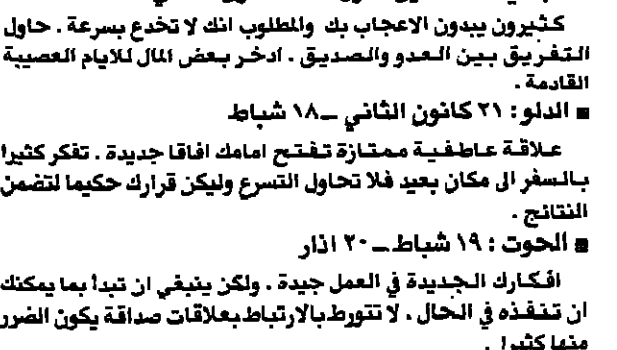 كثيرون يبدون الاعجاب بك والمطلوب انك لا تخدع بسرعة . حاول
التفريق بين العدو والصديق . ادخر بعض المال للايام العصيبة
القادمة .
■ الدلو : ٢١ كانون الثاني ــ ١٨ شباط
علاقة عاطفية ممتازة تفتح امامك افاقا جديدة . تفكر كثيرا
بالسفر الى مكان بعيد فلا تحاول التسرع وليكن قرارك حكيما لتضمن
النتائج .
■ الحوت : ١٩ شباط ــ ٢٠ اذار
افكارك الجديدة في العمل جيدة . ولكن ينبغي ان تبدأ بما يمكنك
ان تنفذه في الحال . لا تتورط بالارتباط بعلاقات صداقة يكون الضرر
منها كثيرا .